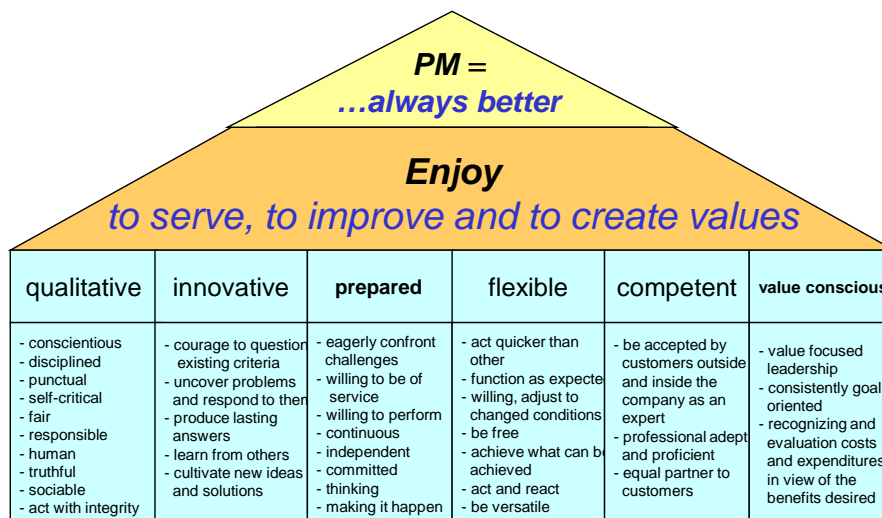 PM =
…always better
Enjoy
to serve, to improve and to create values
qualitative
- conscientious
- disciplined
- punctual
- self-critical
- fair
- responsible
- human
- truthful
- sociable
- act with integrity
innovative
- courage to question
existing criteria
- uncover problems
and respond to them
- produce lasting
answers
- learn from others
- cultivate new ideas
and solutions
prepared
- eagerly confront
challenges
- willing to be of
service
- willing to perform
- continuous
- independent
- committed
- thinking
- making it happen
flexible
- act quicker than
other
- function as expecte
- willing, adjust to
changed conditions
- be free
- achieve what can be
achieved
- act and react
- be versatile
competent
- be accepted by
customers outside
and inside the
company as an
expert
- professional adept
and proficient
- equal partner to
customers
value conscious
- value focused
leadership
- consistently goal
oriented
- recognizing and
evaluation costs
and expenditures
in view of the
benefits desired